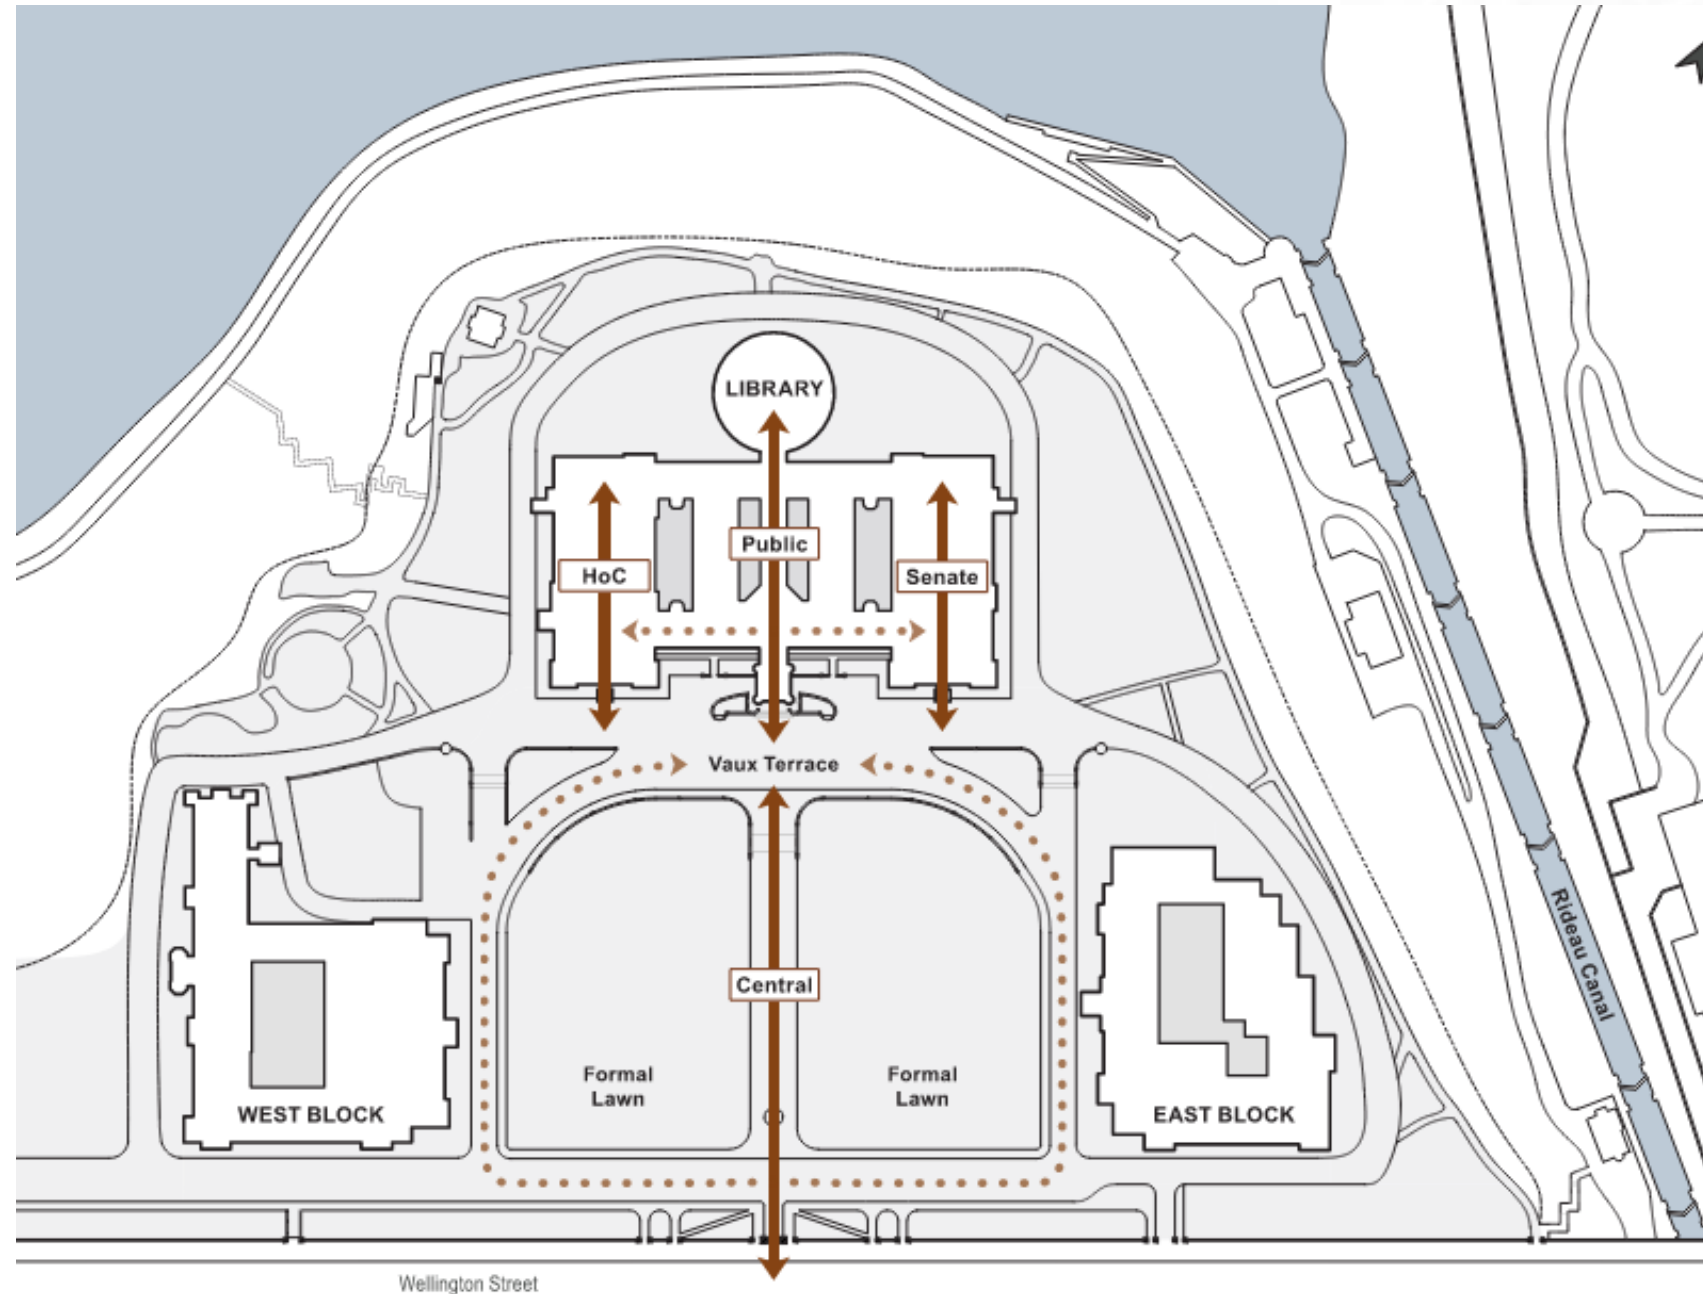 LIBRARY
Public
HoC
Senate
Vaux Terrace
Central
Rideau Canal
Formal
Lawn
Formal
Lawn
WEST BLOCK
EAST BLOCK
Wellington Street